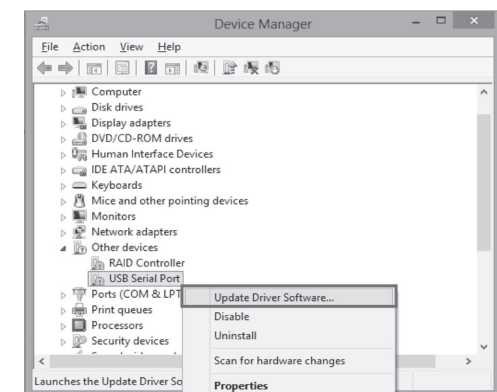 Device Manager
File Action View Help
Computer
Disk drives
Display adapters
DVD/CD-ROM drives
Human Interface Devices
IDE ATA/ATAPI controllers
Keyboards
Mice and other pointing devices
Monitors
Network adapters
Other devices
RAID Controller
USB Serial Port
Ports (COM & LPT
Update Driver Software...
Print queues
Disable
Processors
Uninstall
Security devices
Scan for hardware changes
Launches the Update Driver So
Properties